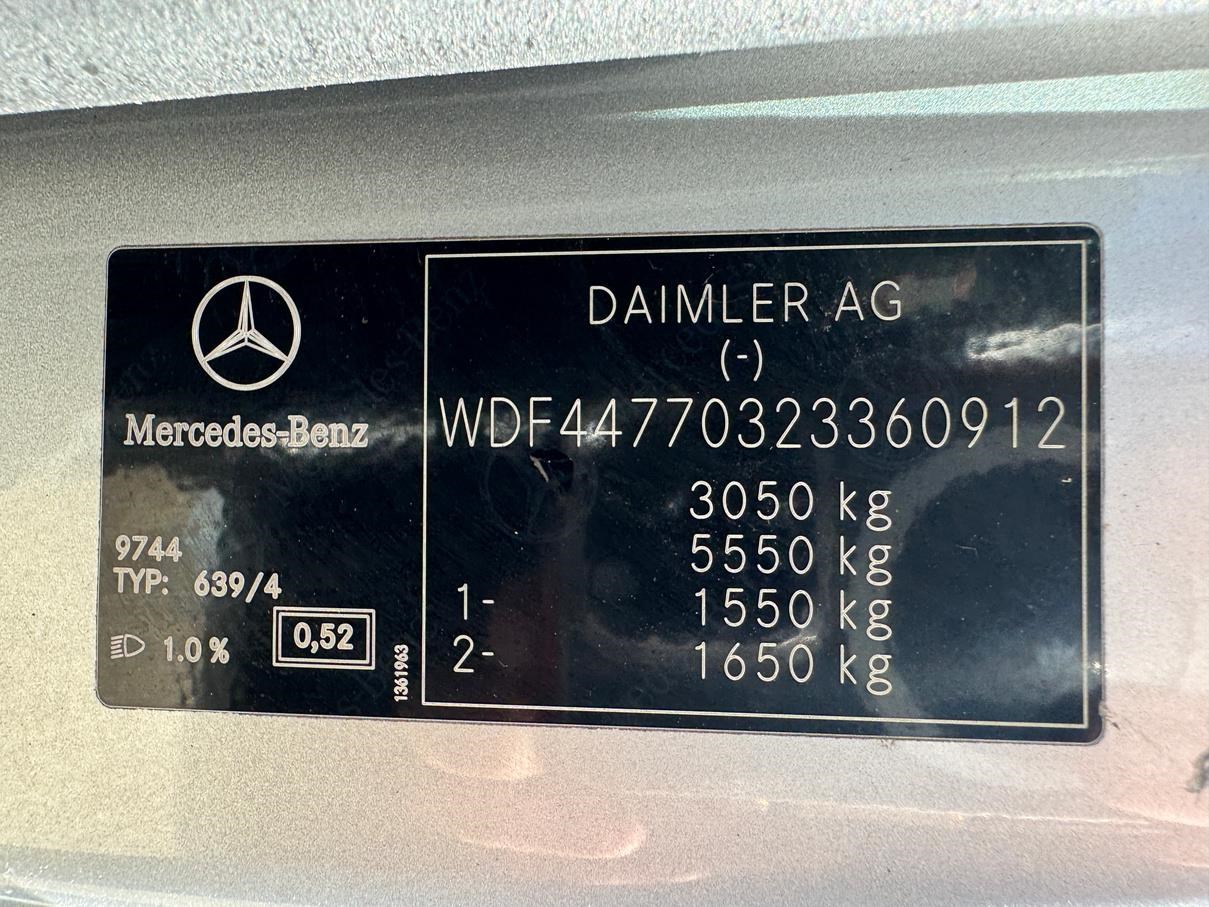 Mercedes-Benz
9744
TYP: 639/4
1.0 %
0,52
1361963
DAIMLER AG
(-)
WDF44770323360912
3050 kg
5550 kg
1- 1550 kg
2- 1650 kg